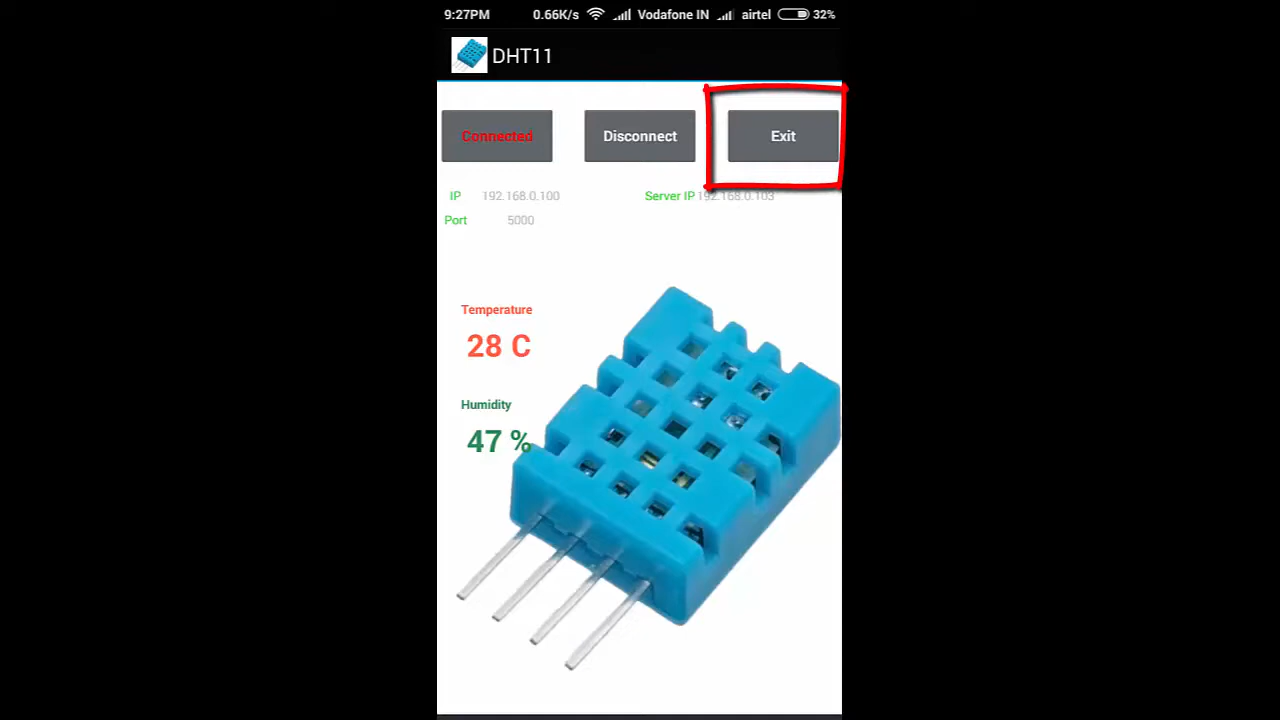 9:27PM 0.66K/s Vodafone IN airtel 32%
DHT11
Connected Disconnect Exit
IP 192.168.0.100 Server IP 192.168.0.103
Port 5000
Temperature
28 C
Humidity
47 %